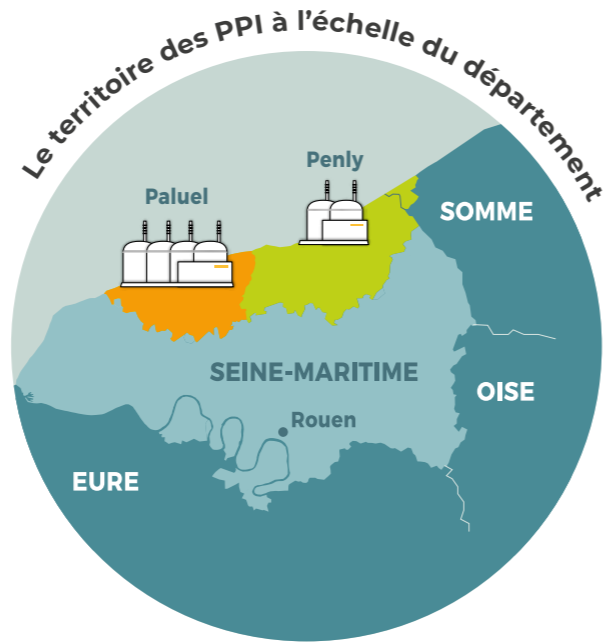 Le territoire des PPI à l'échelle du département
Penly
Paluel
SOMME
SEINE-MARITIME
OISE
Rouen
EURE